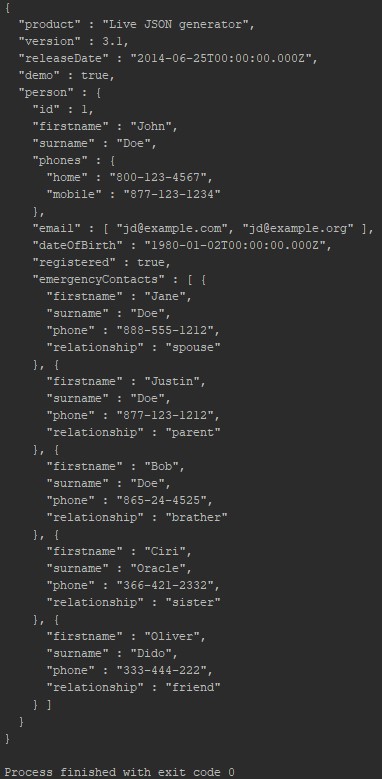 {
  "product" : "Live JSON generator",
  "version" : 3.1,
  "releaseDate" : "2014-06-25T00:00:00.000Z",
  "demo" : true,
  "person" : {
    "id" : 1,
    "firstname" : "John",
    "surname" : "Doe",
    "phones" : {
      "home" : "800-123-4567",
      "mobile" : "877-123-1234"
    },
    "email" : [ "jd@example.com", "jd@example.org" ],
    "dateOfBirth" : "1980-01-02T00:00:00.000Z",
    "registered" : true,
    "emergencyContacts" : [ {
      "firstname" : "Jane",
      "surname" : "Doe",
      "phone" : "888-555-1212",
      "relationship" : "spouse"
    }, {
      "firstname" : "Justin",
      "surname" : "Doe",
      "phone" : "877-123-1212",
      "relationship" : "parent"
    }, {
      "firstname" : "Bob",
      "surname" : "Doe",
      "phone" : "865-24-4525",
      "relationship" : "brather"
    }, {
      "firstname" : "Ciri",
      "surname" : "Oracle",
      "phone" : "366-421-2332",
      "relationship" : "sister"
    }, {
      "firstname" : "Oliver",
      "surname" : "Dido",
      "phone" : "333-444-222",
      "relationship" : "friend"
    } ]
  }
}
Process finished with exit code 0